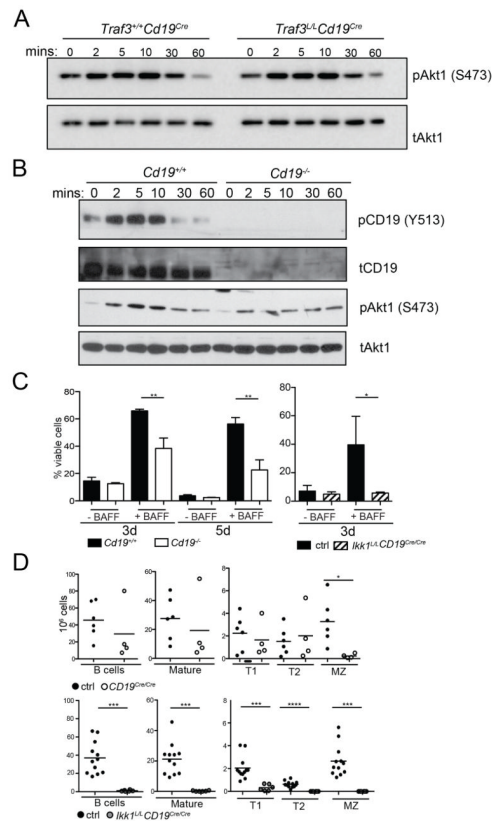 A
Traf3+/+Cd19Cre
Traf3L/LCd19Cre
mins: 0 2 5 10 30 60 0 2 5 10 30 60
pAkt1 (S473)
tAkt1
B
Cd19+/+
Cd19-/-
mins: 0 2 5 10 30 60 0 2 5 10 30 60
pCD19 (Y513)
tCD19
pAkt1 (S473)
tAkt1
C
% viable cells
80
60
40
20
0
** **
- BAFF + BAFF - BAFF + BAFF
3d 5d
Cd19+/+ Cd19-/-
80
60
40
20
0
*
- BAFF + BAFF
3d
ctrl Ikk1L/LCD19Cre/Cre
D
10⁶ cells
100
80
60
40
20
0
B cells
60
40
20
0
Mature
8
6
4
2
0
*
T1 T2 MZ
ctrl CD19Cre/Cre
100
80
60
40
20
0
***
B cells
60
40
20
0
***
Mature
8
6
4
2
0
*** **** ***
T1 T2 MZ
ctrl Ikk1L/LCD19Cre/Cre